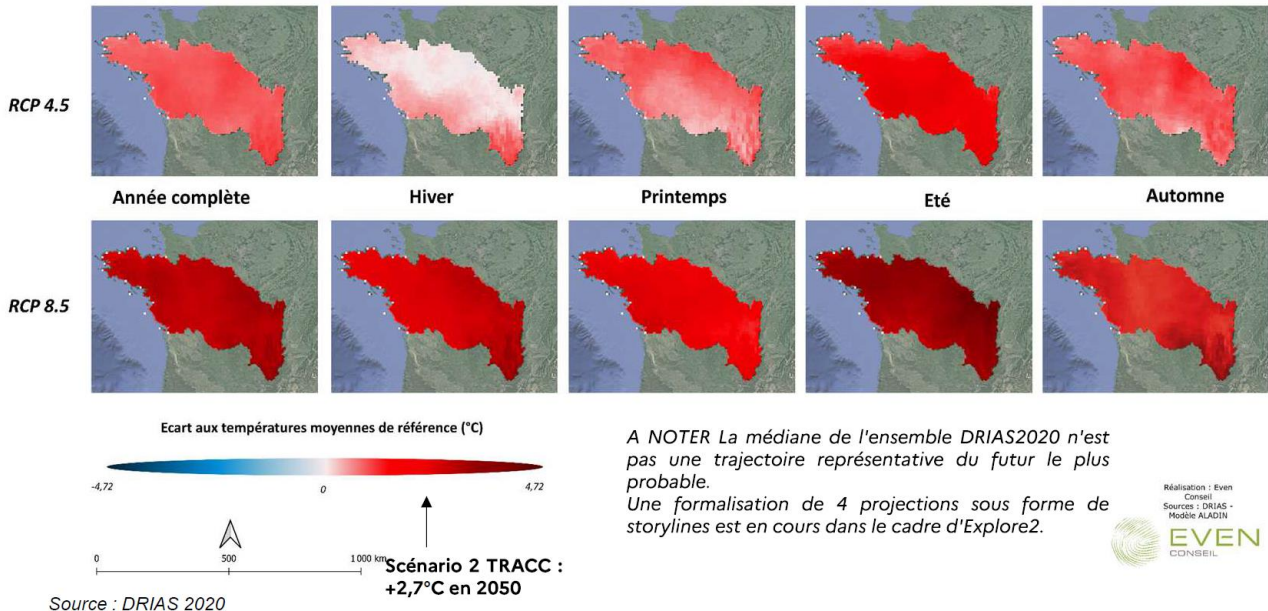 RCP 4.5
Année complète
Hiver
Printemps
Eté
Automne
RCP 8.5
Ecart aux températures moyennes de référence (°C)
-4,72
0
4,72
0
500
1 000 km
Scénario 2 TRACC :
+2,7°C en 2050
Source : DRIAS 2020
A NOTER La médiane de l'ensemble DRIAS2020 n'est
pas une trajectoire représentative du futur le plus
probable.
Une formalisation de 4 projections sous forme de
storylines est en cours dans le cadre d'Explore2.
Réalisation : Even
Conseil
Sources : DRIAS -
Modèle ALADIN
EVEN
CONSEIL